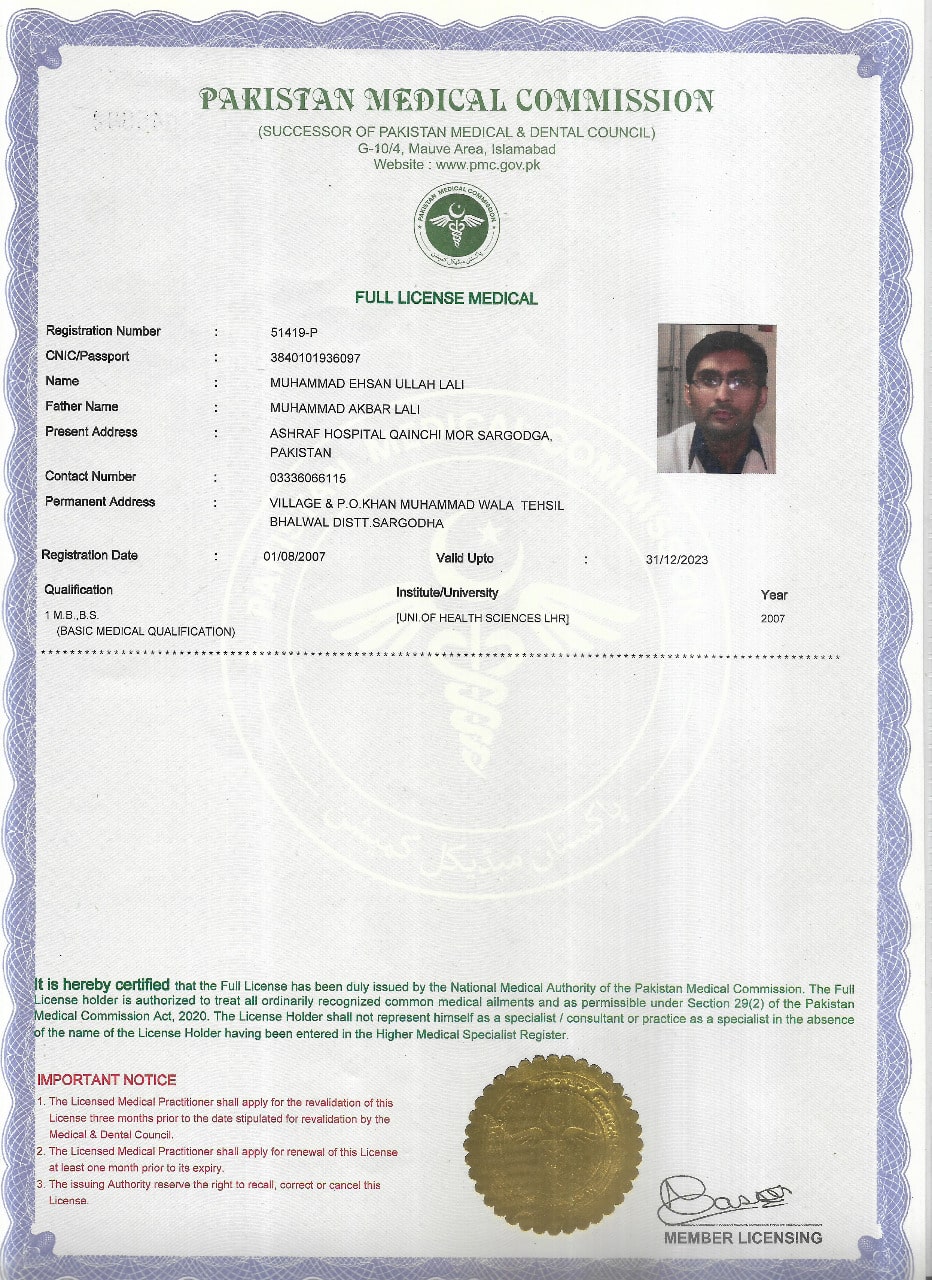 PAKISTAN MEDICAL COMMISSION
(SUCCESSOR OF PAKISTAN MEDICAL & DENTAL COUNCIL)
G-10/4, Mauve Area, Islamabad
Website : www.pmc.gov.pk
PAKISTAN MEDICAL COMMISSION
پاکستان میڈیکل کمیشن
FULL LICENSE MEDICAL
Registration Number : 51419-P
CNIC/Passport : 3840101936097
Name : MUHAMMAD EHSAN ULLAH LALI
Father Name : MUHAMMAD AKBAR LALI
Present Address : ASHRAF HOSPITAL QAINCHI MOR SARGODGA,
PAKISTAN
Contact Number : 03336066115
Permanent Address : VILLAGE & P.O.KHAN MUHAMMAD WALA TEHSIL
BHALWAL DISTT.SARGODHA
Registration Date : 01/08/2007 Valid Upto : 31/12/2023
Qualification Institute/University Year
1 M.B.,B.S. [UNI.OF HEALTH SCIENCES LHR] 2007
(BASIC MEDICAL QUALIFICATION)
PAKISTAN MEDICAL COMMISSION
پاکستان میڈیکل کمیشن
It is hereby certified that the Full License has been duly issued by the National Medical Authority of the Pakistan Medical Commission. The Full
License holder is authorized to treat all ordinarily recognized common medical ailments and as permissible under Section 29(2) of the Pakistan
Medical Commission Act, 2020. The License Holder shall not represent himself as a specialist / consultant or practice as a specialist in the absence
of the name of the License Holder having been entered in the Higher Medical Specialist Register.
IMPORTANT NOTICE
1. The Licensed Medical Practitioner shall apply for the revalidation of this
License three months prior to the date stipulated for revalidation by the
Medical & Dental Council.
2. The Licensed Medical Practitioner shall apply for renewal of this License
at least one month prior to its expiry.
3. The issuing Authority reserve the right to recall, correct or cancel this
License.
MEMBER LICENSING